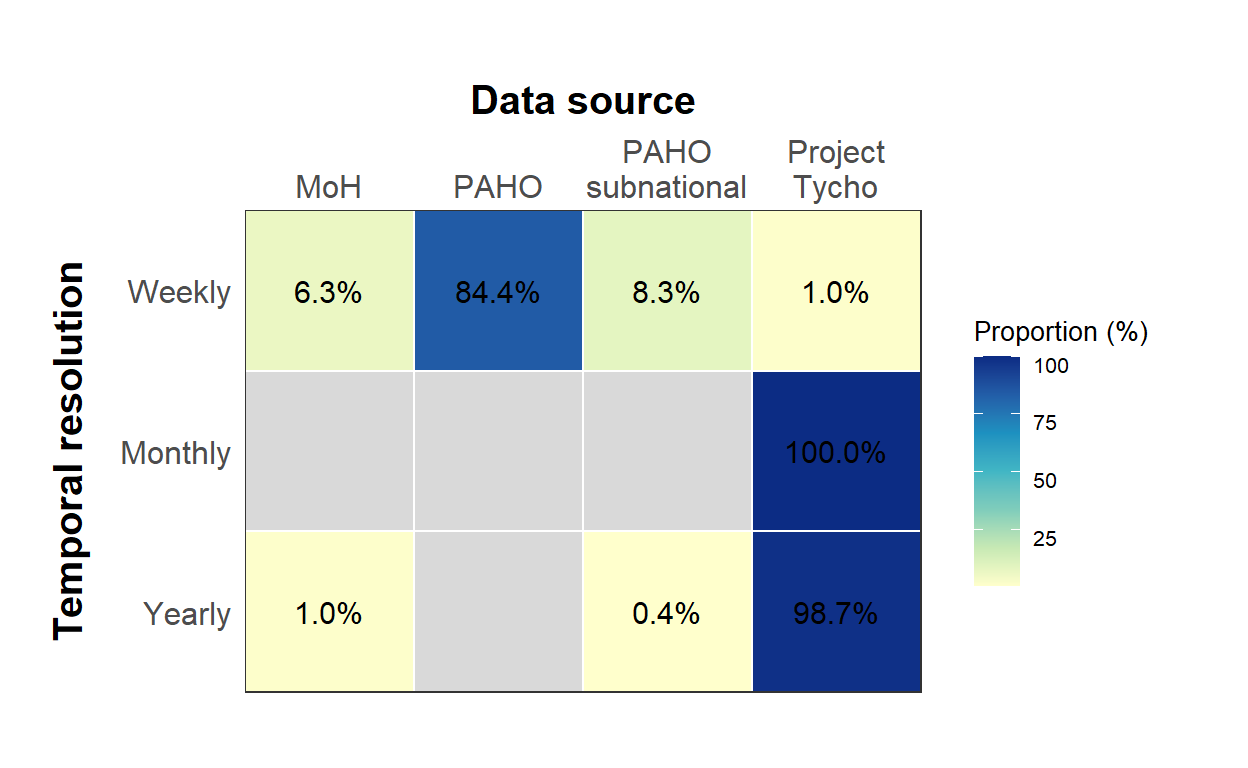 Data source
PAHO Project
MoH PAHO subnational Tycho
Weekly 6.3% 84.4% 8.3% 1.0%
Monthly 100.0%
Yearly 1.0% 0.4% 98.7%
Temporal resolution
Proportion (%)
100
75
50
25